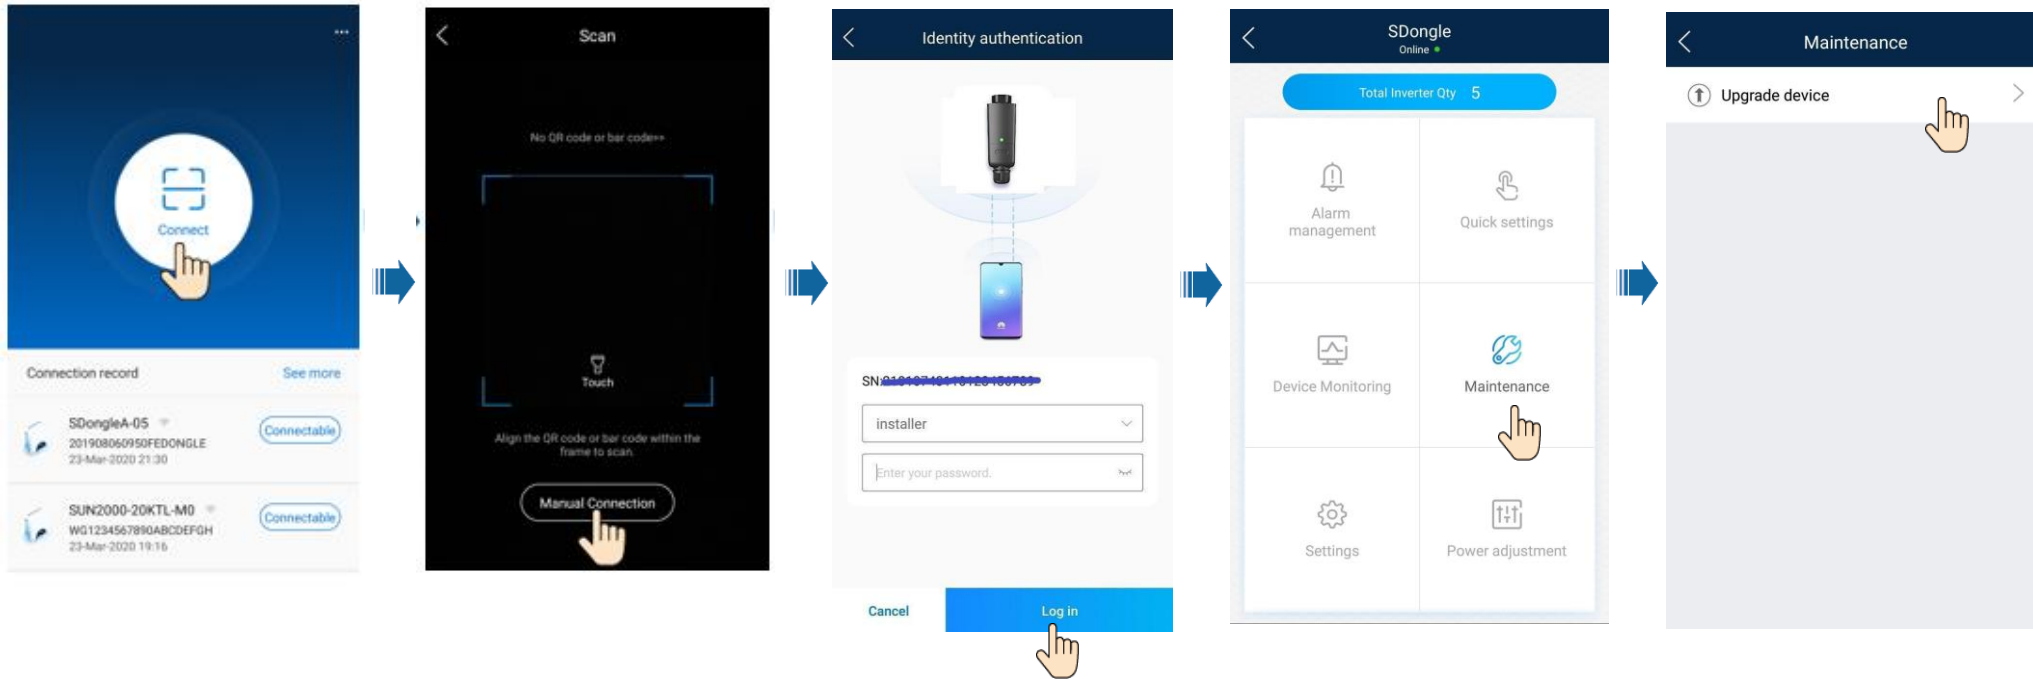 ...
Connect
Connection record
See more
SDongleA-05
201908060950FEDONGLE
23-Mar-2020 21:30
Connectable
SUN2000-20KTL-M0
WG1234567890ABCDEFGH
23-Mar-2020 19:16
Connectable
Scan
No QR code or bar code>>
Touch
Align the QR code or bar code within the
frame to scan.
Manual Connection
Identity authentication
SN:
installer
Enter your password.
Cancel
Log in
SDongle
Online
Total Inverter Qty 5
Alarm
management
Quick settings
Device Monitoring
Maintenance
Settings
Power adjustment
Maintenance
Upgrade device